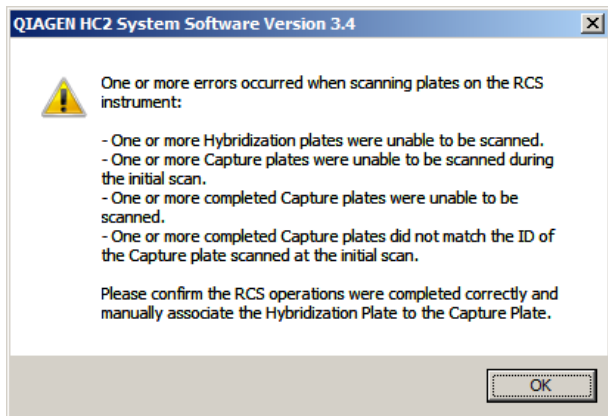 QIAGEN HC2 System Software Version 3.4
One or more errors occurred when scanning plates on the RCS
instrument:
- One or more Hybridization plates were unable to be scanned.
- One or more Capture plates were unable to be scanned during
the initial scan.
- One or more completed Capture plates were unable to be
scanned.
- One or more completed Capture plates did not match the ID of
the Capture plate scanned at the initial scan.
Please confirm the RCS operations were completed correctly and
manually associate the Hybridization Plate to the Capture Plate.
OK